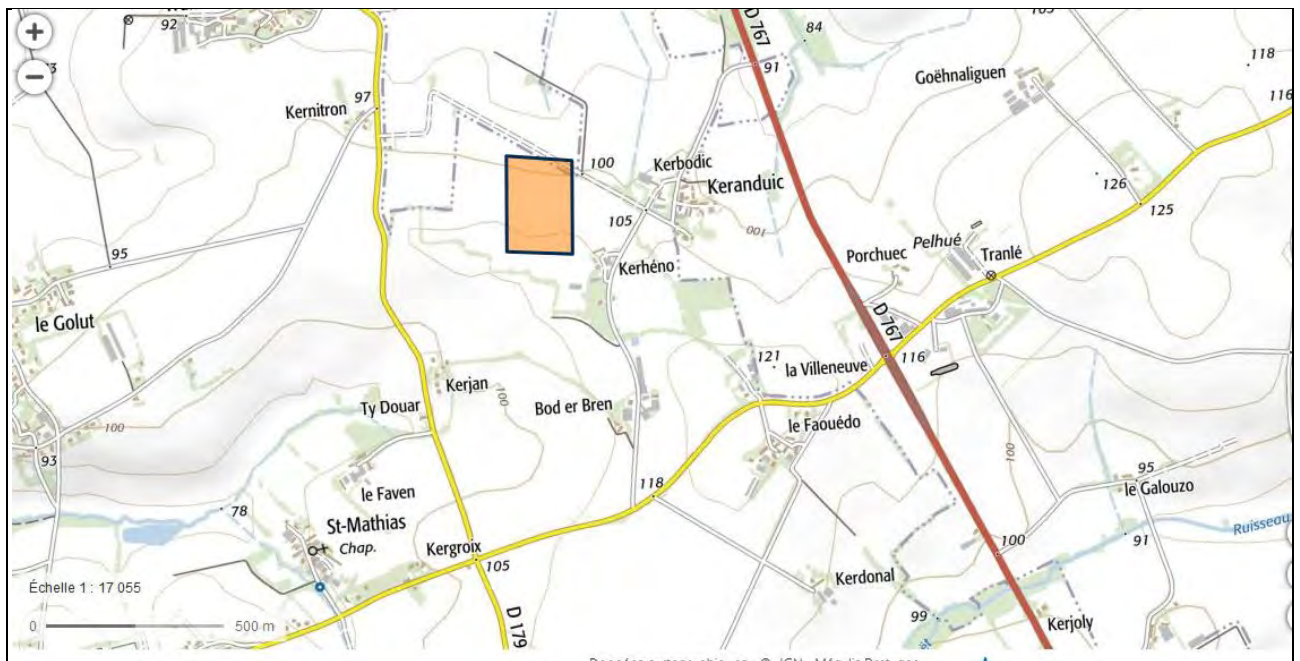 92
97
Kernitron
95
le Golut
100
93
Ty Douar
Kerjan
100
le Faven
78
St-Mathias
Chap.
Kergroix
105
D 179
Échelle 1 : 17 055
0 500 m
D 767
91
84
Goëhnaliguen
118
116
126
125
100
Kerbodic
Keranduic
105
100
Kerhéno
Porchuec
Pelhué
Tranlé
D 767
116
121
la Villeneuve
Bod er Bren
le Faouédo
118
100
95
le Galouzo
Ruisseau
91
100
Kerdonal
99
Kerjoly